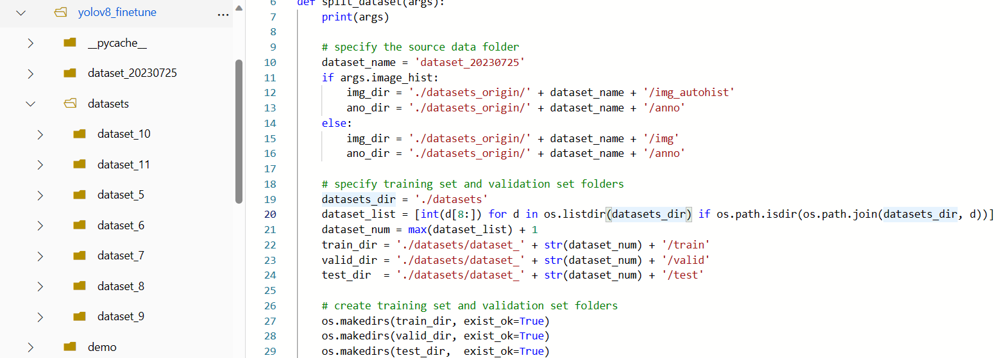 yolov8_finetune ...
__pycache__
dataset_20230725
datasets
dataset_10
dataset_11
dataset_5
dataset_6
dataset_7
dataset_8
dataset_9
demo
6 def split_dataset(args):
7     print(args)
8
9     # specify the source data folder
10     dataset_name = 'dataset_20230725'
11     if args.image_hist:
12         img_dir = './datasets_origin/' + dataset_name + '/img_autohist'
13         ano_dir = './datasets_origin/' + dataset_name + '/anno'
14     else:
15         img_dir = './datasets_origin/' + dataset_name + '/img'
16         ano_dir = './datasets_origin/' + dataset_name + '/anno'
17
18     # specify training set and validation set folders
19     datasets_dir = './datasets'
20     dataset_list = [int(d[8:]) for d in os.listdir(datasets_dir) if os.path.isdir(os.path.join(datasets_dir, d))]
21     dataset_num = max(dataset_list) + 1
22     train_dir = './datasets/dataset_' + str(dataset_num) + '/train'
23     valid_dir = './datasets/dataset_' + str(dataset_num) + '/valid'
24     test_dir  = './datasets/dataset_' + str(dataset_num) + '/test'
25
26     # create training set and validation set folders
27     os.makedirs(train_dir, exist_ok=True)
28     os.makedirs(valid_dir, exist_ok=True)
29     os.makedirs(test_dir,  exist_ok=True)